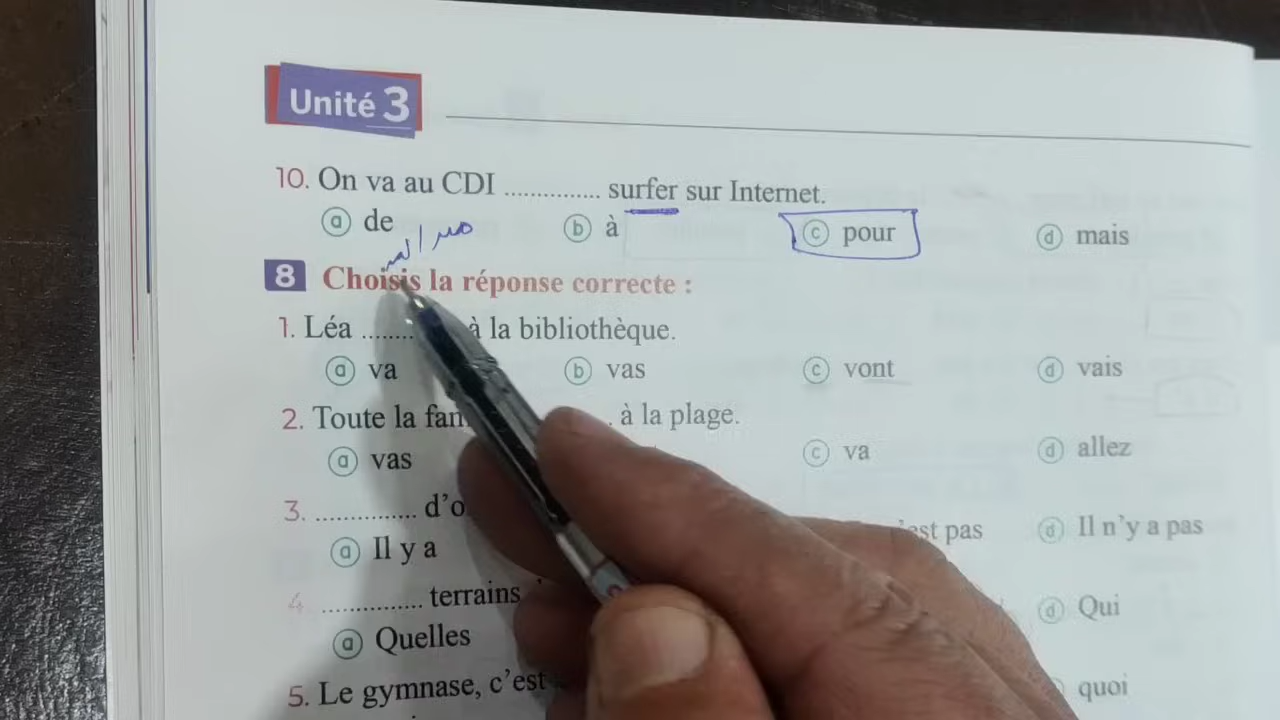 Unité 3
10. On va au CDI .............. surfer sur Internet.
a de b à c pour d mais
8 Choisis la réponse correcte :
1. Léa ........ à la bibliothèque.
a va b vas c vont d vais
2. Toute la . à la plage.
a vas c va d allez
3. ..............
a Il y a pas d Il n'y a pas
4. .............. terrains
a Quelles d Qui
5. Le gymnase, c'est
quoi